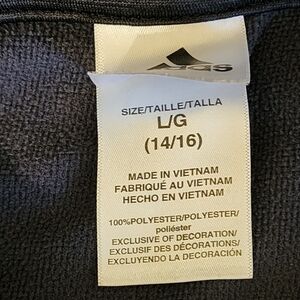 SIZE/TAILLE/TALLA
L/G
(14/16)
MADE IN VIETNAM
FABRIQUÉ AU VIETNAM
HECHO EN VIETNAM
100%POLYESTER/POLYESTER/
poliéster
EXCLUSIVE OF DECORATION/
EXCLUSIF DES DÉCORATIONS/
EXCLUYENDO LA DECORACIÓN